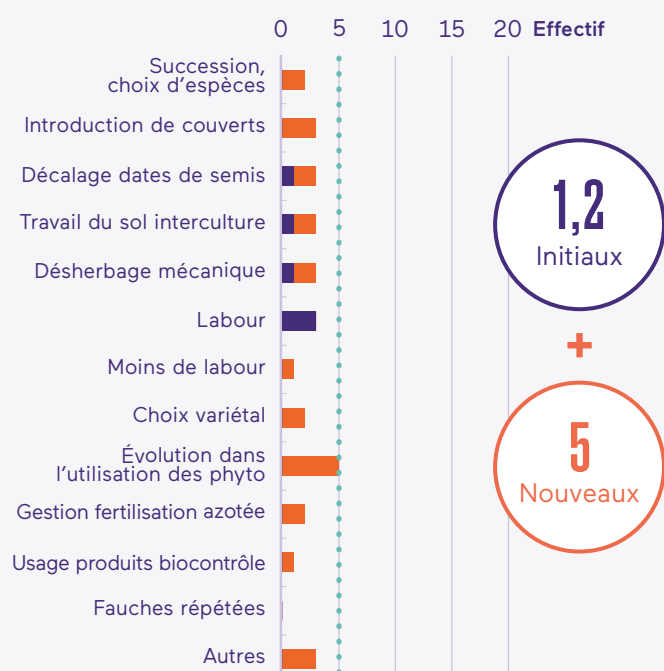 0 5 10 15 20 Effectif
Succession,
choix d'espèces
Introduction de couverts
Décalage dates de semis
Travail du sol interculture
Désherbage mécanique
Labour
Moins de labour
Choix variétal
Évolution dans
l'utilisation des phyto
Gestion fertilisation azotée
Usage produits biocontrôle
Fauches répétées
Autres
1,2
Initiaux
+
5
Nouveaux